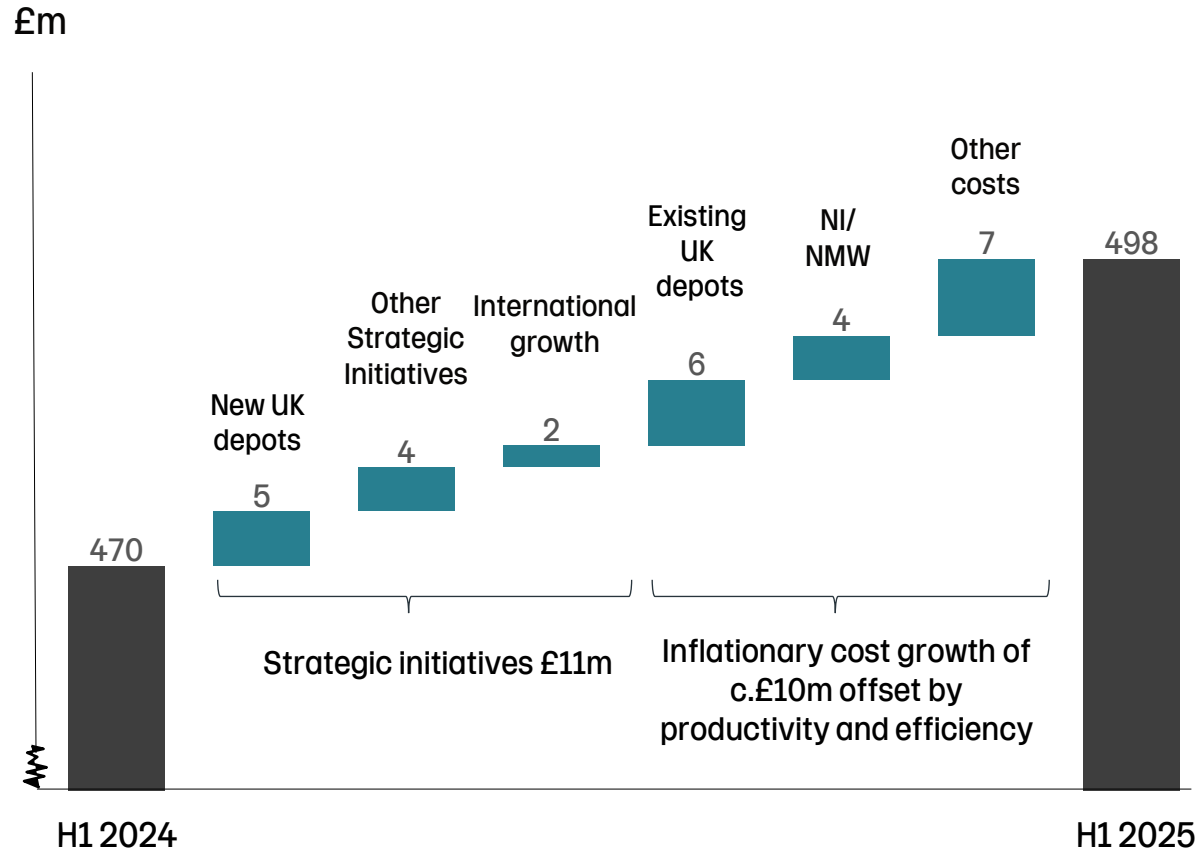 £m
Other
costs
Existing
UK
depots
NI/
NMW
7
498
Other
Strategic
Initiatives
International
growth
4
6
New UK
depots
2
4
5
470
Strategic initiatives £11m
Inflationary cost growth of
c.£10m offset by
productivity and efficiency
H1 2024
H1 2025